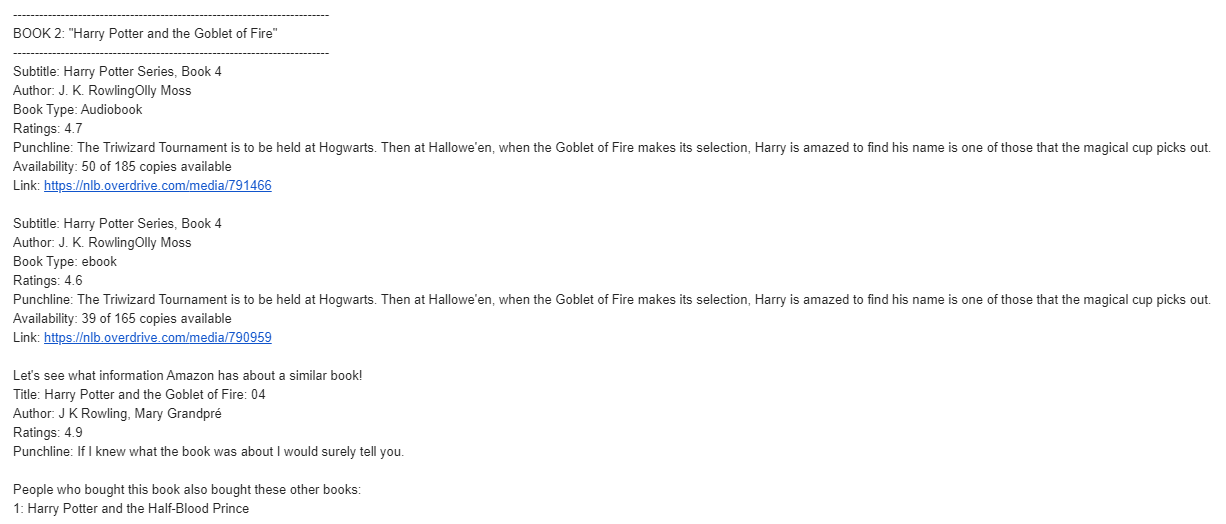 ------------------------------------------------------------------------
BOOK 2: "Harry Potter and the Goblet of Fire"
------------------------------------------------------------------------
Subtitle: Harry Potter Series, Book 4
Author: J. K. RowlingOlly Moss
Book Type: Audiobook
Ratings: 4.7
Punchline: The Triwizard Tournament is to be held at Hogwarts. Then at Hallowe'en, when the Goblet of Fire makes its selection, Harry is amazed to find his name is one of those that the magical cup picks out.
Availability: 50 of 185 copies available
Link: https://nlb.overdrive.com/media/791466
Subtitle: Harry Potter Series, Book 4
Author: J. K. RowlingOlly Moss
Book Type: ebook
Ratings: 4.6
Punchline: The Triwizard Tournament is to be held at Hogwarts. Then at Hallowe'en, when the Goblet of Fire makes its selection, Harry is amazed to find his name is one of those that the magical cup picks out.
Availability: 39 of 165 copies available
Link: https://nlb.overdrive.com/media/790959
Let's see what information Amazon has about a similar book!
Title: Harry Potter and the Goblet of Fire: 04
Author: J K Rowling, Mary Grandpré
Ratings: 4.9
Punchline: If I knew what the book was about I would surely tell you.
People who bought this book also bought these other books:
1: Harry Potter and the Half-Blood Prince